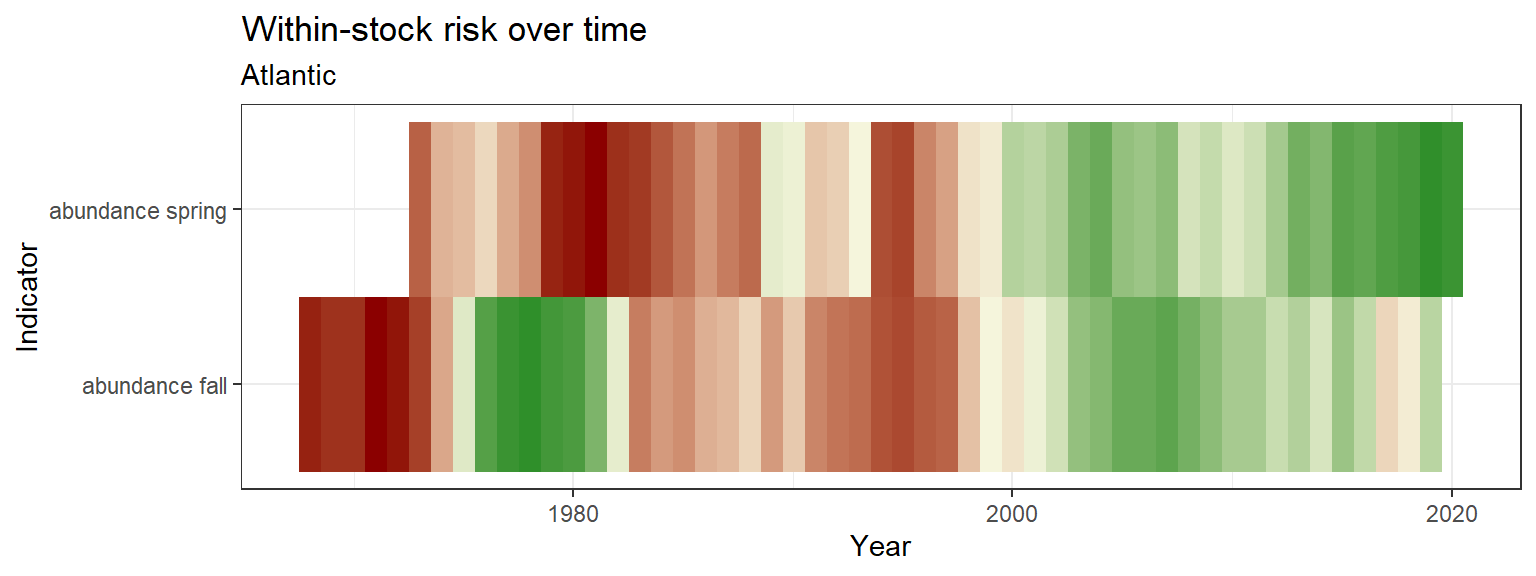 Within-stock risk over time
Atlantic
Indicator
abundance spring
abundance fall
1980
2000
2020
Year